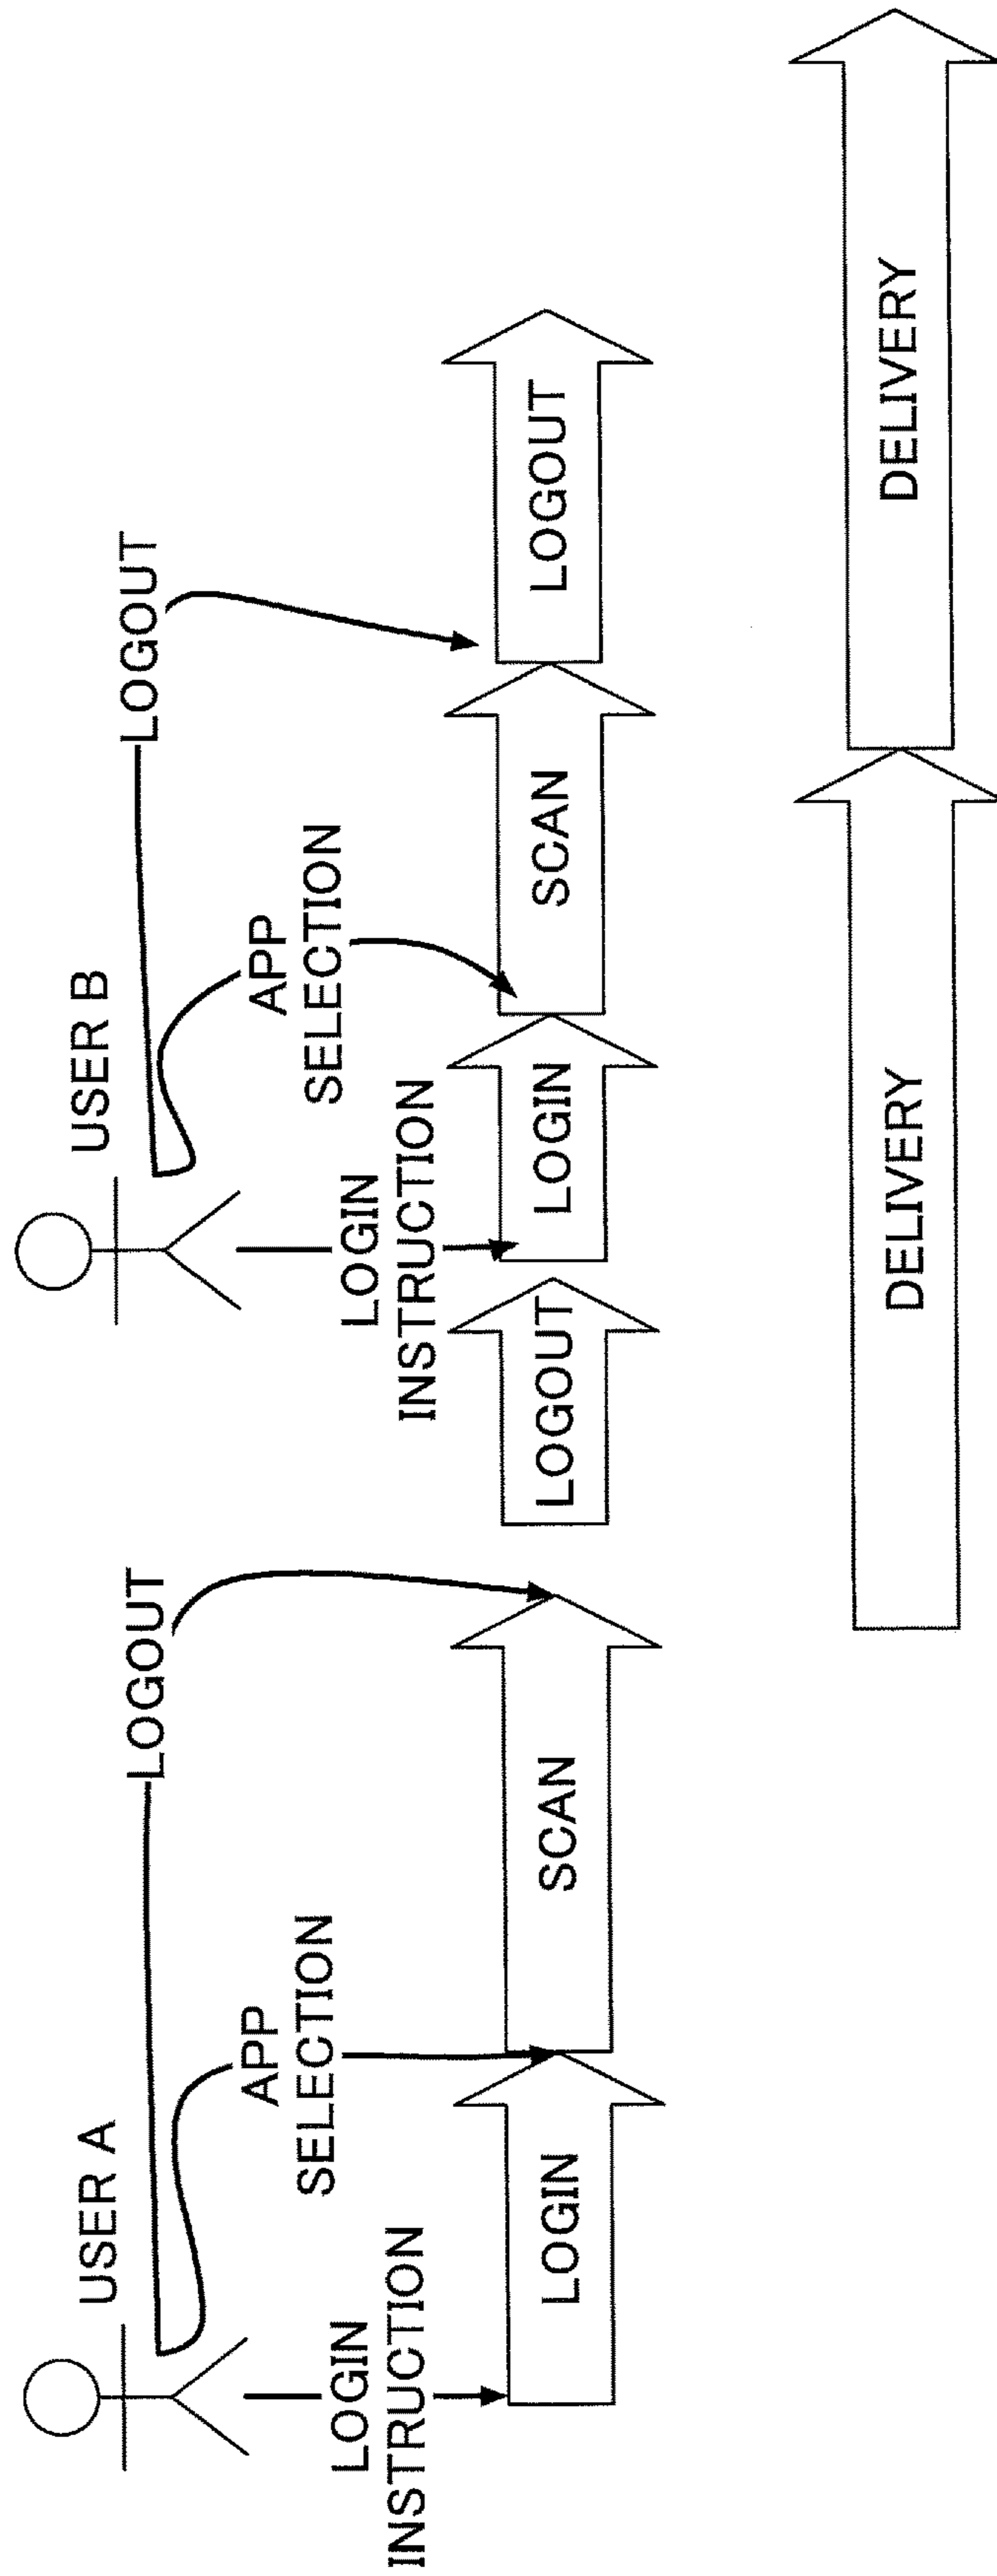 USER A
LOGIN
INSTRUCTION
APP
SELECTION
LOGOUT
USER B
LOGIN
INSTRUCTION
APP
SELECTION
LOGOUT
LOGIN
SCAN
LOGOUT
LOGIN
SCAN
LOGOUT
DELIVERY
DELIVERY